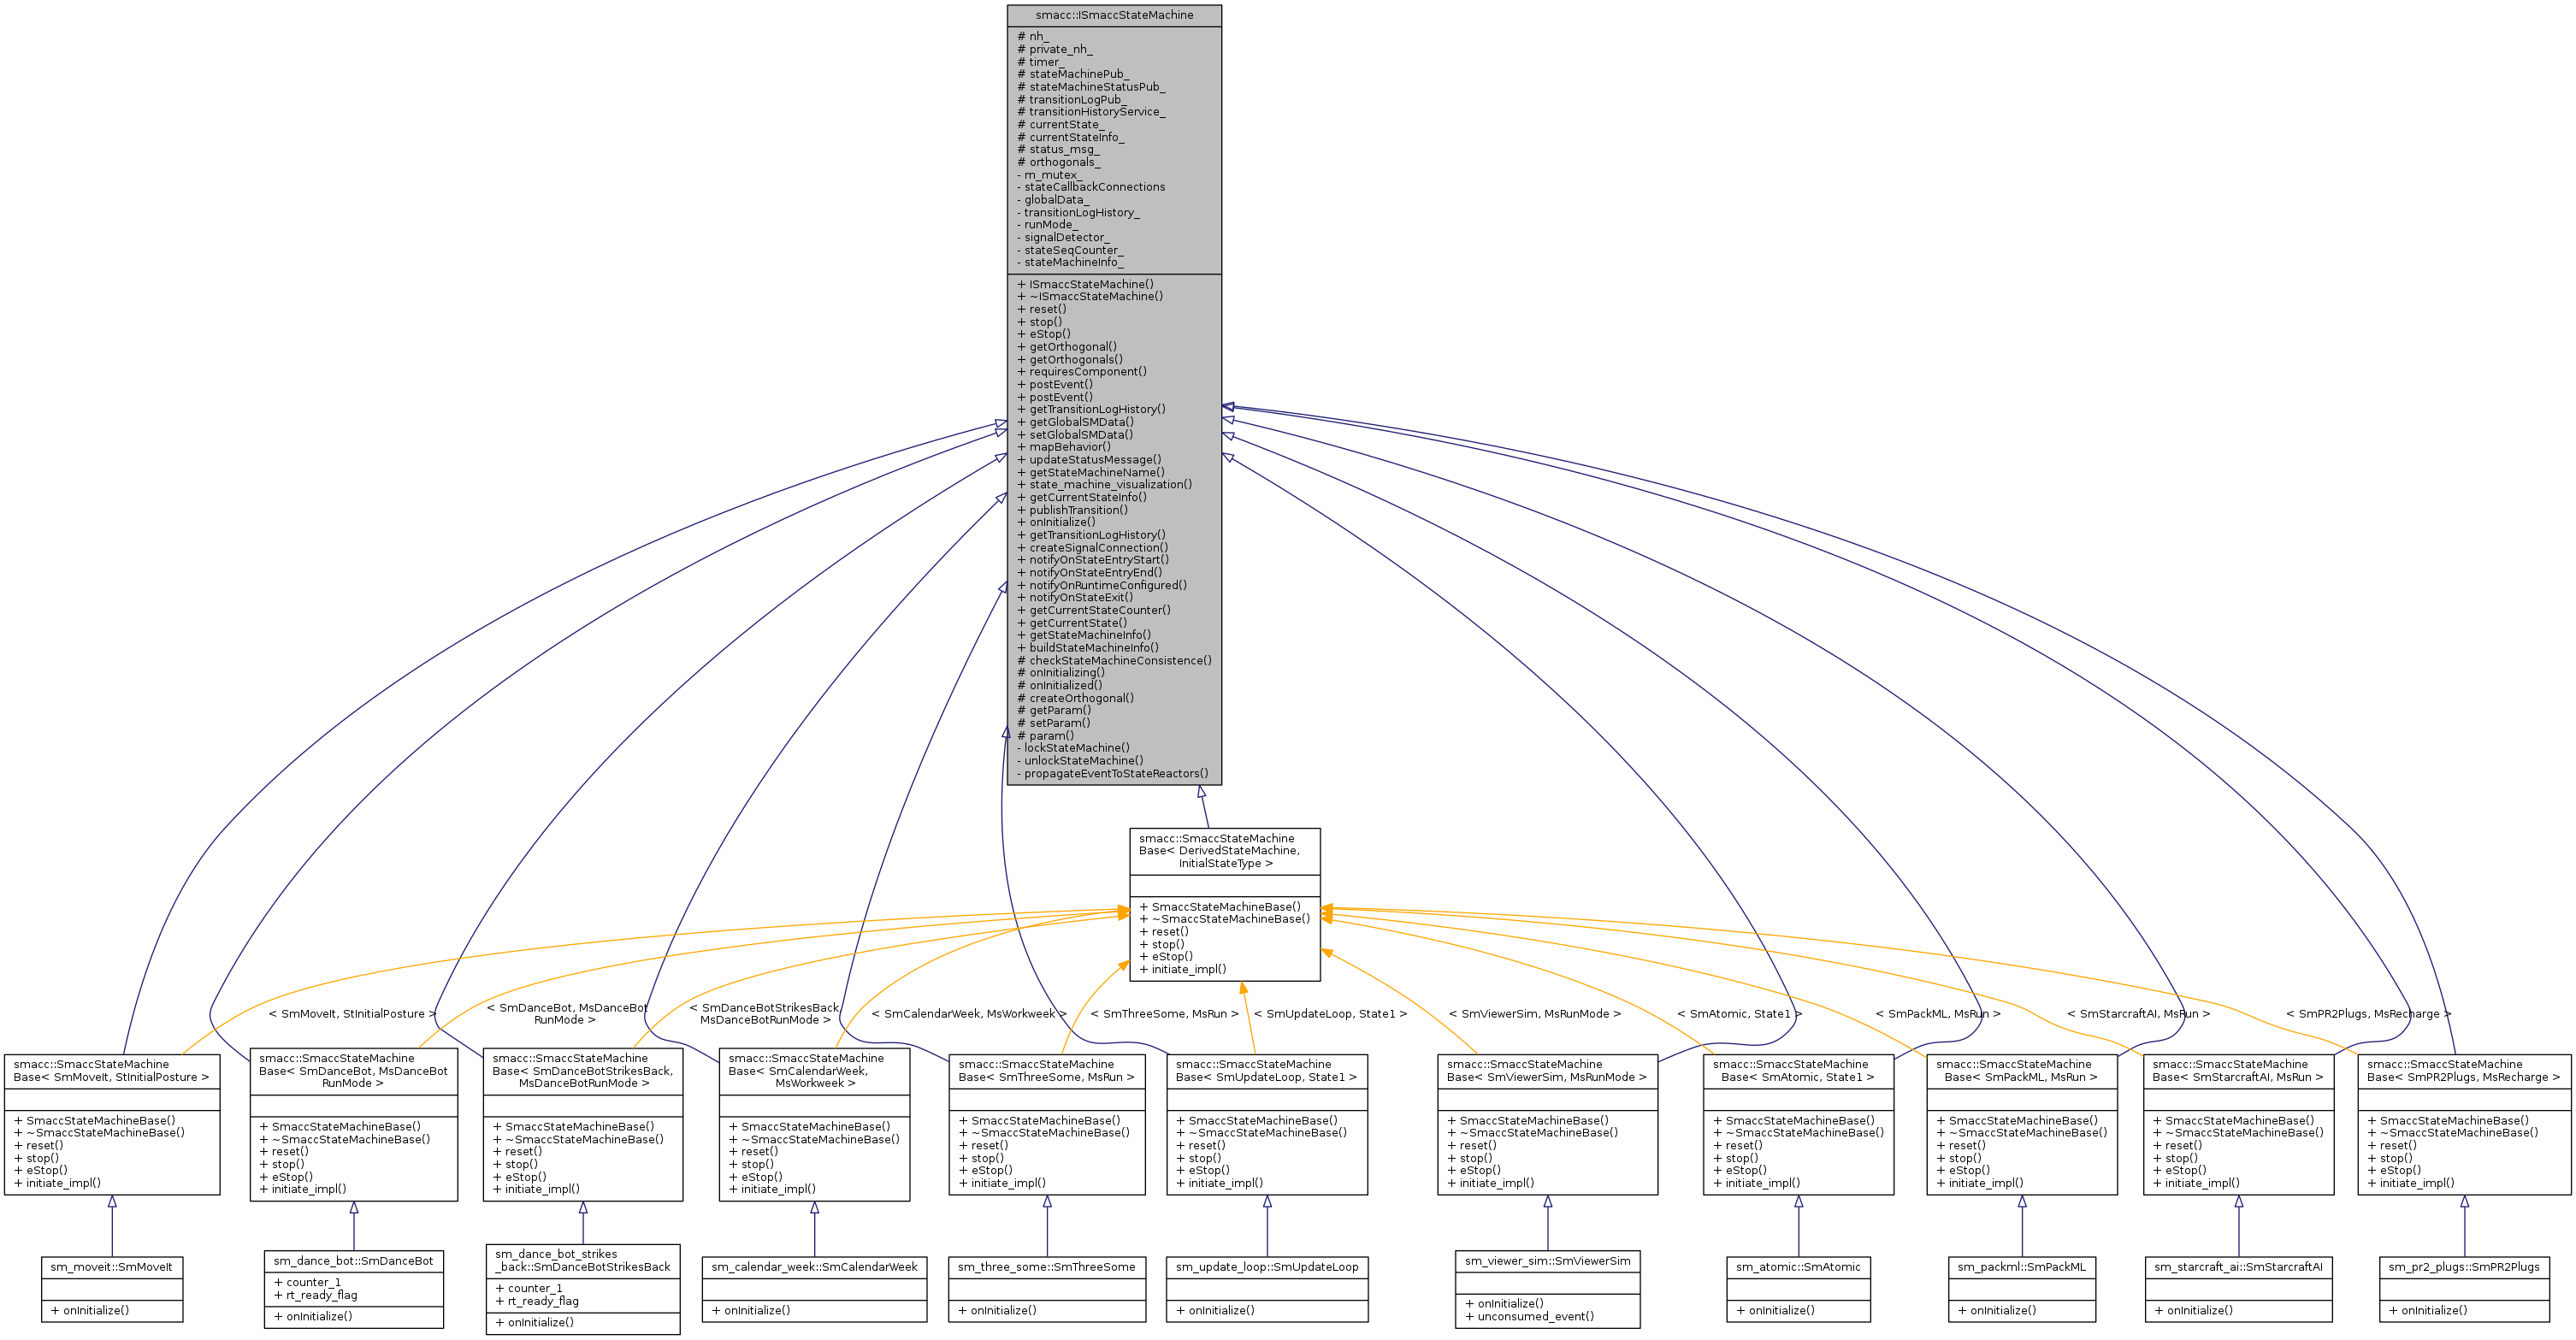 smacc::ISmaccStateMachine
# nh_
# private_nh_
# timer_
# stateMachinePub_
# stateMachineStatusPub_
# transitionLogPub_
# transitionHistoryService_
# currentState_
# currentStateInfo_
# status_msg_
# orthogonals_
- m_mutex_
- stateCallbackConnections
- globalData_
- transitionLogHistory_
- runMode_
- signalDetector_
- stateSeqCounter_
- stateMachineInfo_
+ ISmaccStateMachine()
+ ~ISmaccStateMachine()
+ reset()
+ stop()
+ eStop()
+ getOrthogonal()
+ getOrthogonals()
+ requiresComponent()
+ postEvent()
+ postEvent()
+ getTransitionLogHistory()
+ getGlobalSMData()
+ setGlobalSMData()
+ mapBehavior()
+ updateStatusMessage()
+ getStateMachineName()
+ state_machine_visualization()
+ getCurrentStateInfo()
+ publishTransition()
+ onInitialize()
+ getTransitionLogHistory()
+ createSignalConnection()
+ notifyOnStateEntryStart()
+ notifyOnStateEntryEnd()
+ notifyOnRuntimeConfigured()
+ notifyOnStateExit()
+ getCurrentStateCounter()
+ getCurrentState()
+ getStateMachineInfo()
+ buildStateMachineInfo()
# checkStateMachineConsistence()
# onInitializing()
# onInitialized()
# createOrthogonal()
# getParam()
# setParam()
# param()
- lockStateMachine()
- unlockStateMachine()
- propagateEventToStateReactors()
smacc::SmaccStateMachine
Base< DerivedStateMachine,
InitialStateType >
+ SmaccStateMachineBase()
+ ~SmaccStateMachineBase()
+ reset()
+ stop()
+ eStop()
+ initiate_impl()
< SmMoveIt, StInitialPosture >
< SmDanceBot, MsDanceBot
RunMode >
< SmDanceBotStrikesBack,
MsDanceBotRunMode >
< SmCalendarWeek, MsWorkweek >
< SmThreeSome, MsRun >
< SmUpdateLoop, State1 >
< SmViewerSim, MsRunMode >
< SmAtomic, State1 >
< SmPackML, MsRun >
< SmStarcraftAI, MsRun >
< SmPR2Plugs, MsRecharge >
smacc::SmaccStateMachine
Base< SmMoveIt, StInitialPosture >
+ SmaccStateMachineBase()
+ ~SmaccStateMachineBase()
+ reset()
+ stop()
+ eStop()
+ initiate_impl()
smacc::SmaccStateMachine
Base< SmDanceBot, MsDanceBot
RunMode >
+ SmaccStateMachineBase()
+ ~SmaccStateMachineBase()
+ reset()
+ stop()
+ eStop()
+ initiate_impl()
smacc::SmaccStateMachine
Base< SmDanceBotStrikesBack,
MsDanceBotRunMode >
+ SmaccStateMachineBase()
+ ~SmaccStateMachineBase()
+ reset()
+ stop()
+ eStop()
+ initiate_impl()
smacc::SmaccStateMachine
Base< SmCalendarWeek,
MsWorkweek >
+ SmaccStateMachineBase()
+ ~SmaccStateMachineBase()
+ reset()
+ stop()
+ eStop()
+ initiate_impl()
smacc::SmaccStateMachine
Base< SmThreeSome, MsRun >
+ SmaccStateMachineBase()
+ ~SmaccStateMachineBase()
+ reset()
+ stop()
+ eStop()
+ initiate_impl()
smacc::SmaccStateMachine
Base< SmUpdateLoop, State1 >
+ SmaccStateMachineBase()
+ ~SmaccStateMachineBase()
+ reset()
+ stop()
+ eStop()
+ initiate_impl()
smacc::SmaccStateMachine
Base< SmViewerSim, MsRunMode >
+ SmaccStateMachineBase()
+ ~SmaccStateMachineBase()
+ reset()
+ stop()
+ eStop()
+ initiate_impl()
smacc::SmaccStateMachine
Base< SmAtomic, State1 >
+ SmaccStateMachineBase()
+ ~SmaccStateMachineBase()
+ reset()
+ stop()
+ eStop()
+ initiate_impl()
smacc::SmaccStateMachine
Base< SmPackML, MsRun >
+ SmaccStateMachineBase()
+ ~SmaccStateMachineBase()
+ reset()
+ stop()
+ eStop()
+ initiate_impl()
smacc::SmaccStateMachine
Base< SmStarcraftAI, MsRun >
+ SmaccStateMachineBase()
+ ~SmaccStateMachineBase()
+ reset()
+ stop()
+ eStop()
+ initiate_impl()
smacc::SmaccStateMachine
Base< SmPR2Plugs, MsRecharge >
+ SmaccStateMachineBase()
+ ~SmaccStateMachineBase()
+ reset()
+ stop()
+ eStop()
+ initiate_impl()
sm_moveit::SmMoveIt
+ onInitialize()
sm_dance_bot::SmDanceBot
+ counter_1
+ rt_ready_flag
+ onInitialize()
sm_dance_bot_strikes
_back::SmDanceBotStrikesBack
+ counter_1
+ rt_ready_flag
+ onInitialize()
sm_calendar_week::SmCalendarWeek
+ onInitialize()
sm_three_some::SmThreeSome
+ onInitialize()
sm_update_loop::SmUpdateLoop
+ onInitialize()
sm_viewer_sim::SmViewerSim
+ onInitialize()
+ unconsumed_event()
sm_atomic::SmAtomic
+ onInitialize()
sm_packml::SmPackML
+ onInitialize()
sm_starcraft_ai::SmStarcraftAI
+ onInitialize()
sm_pr2_plugs::SmPR2Plugs
+ onInitialize()